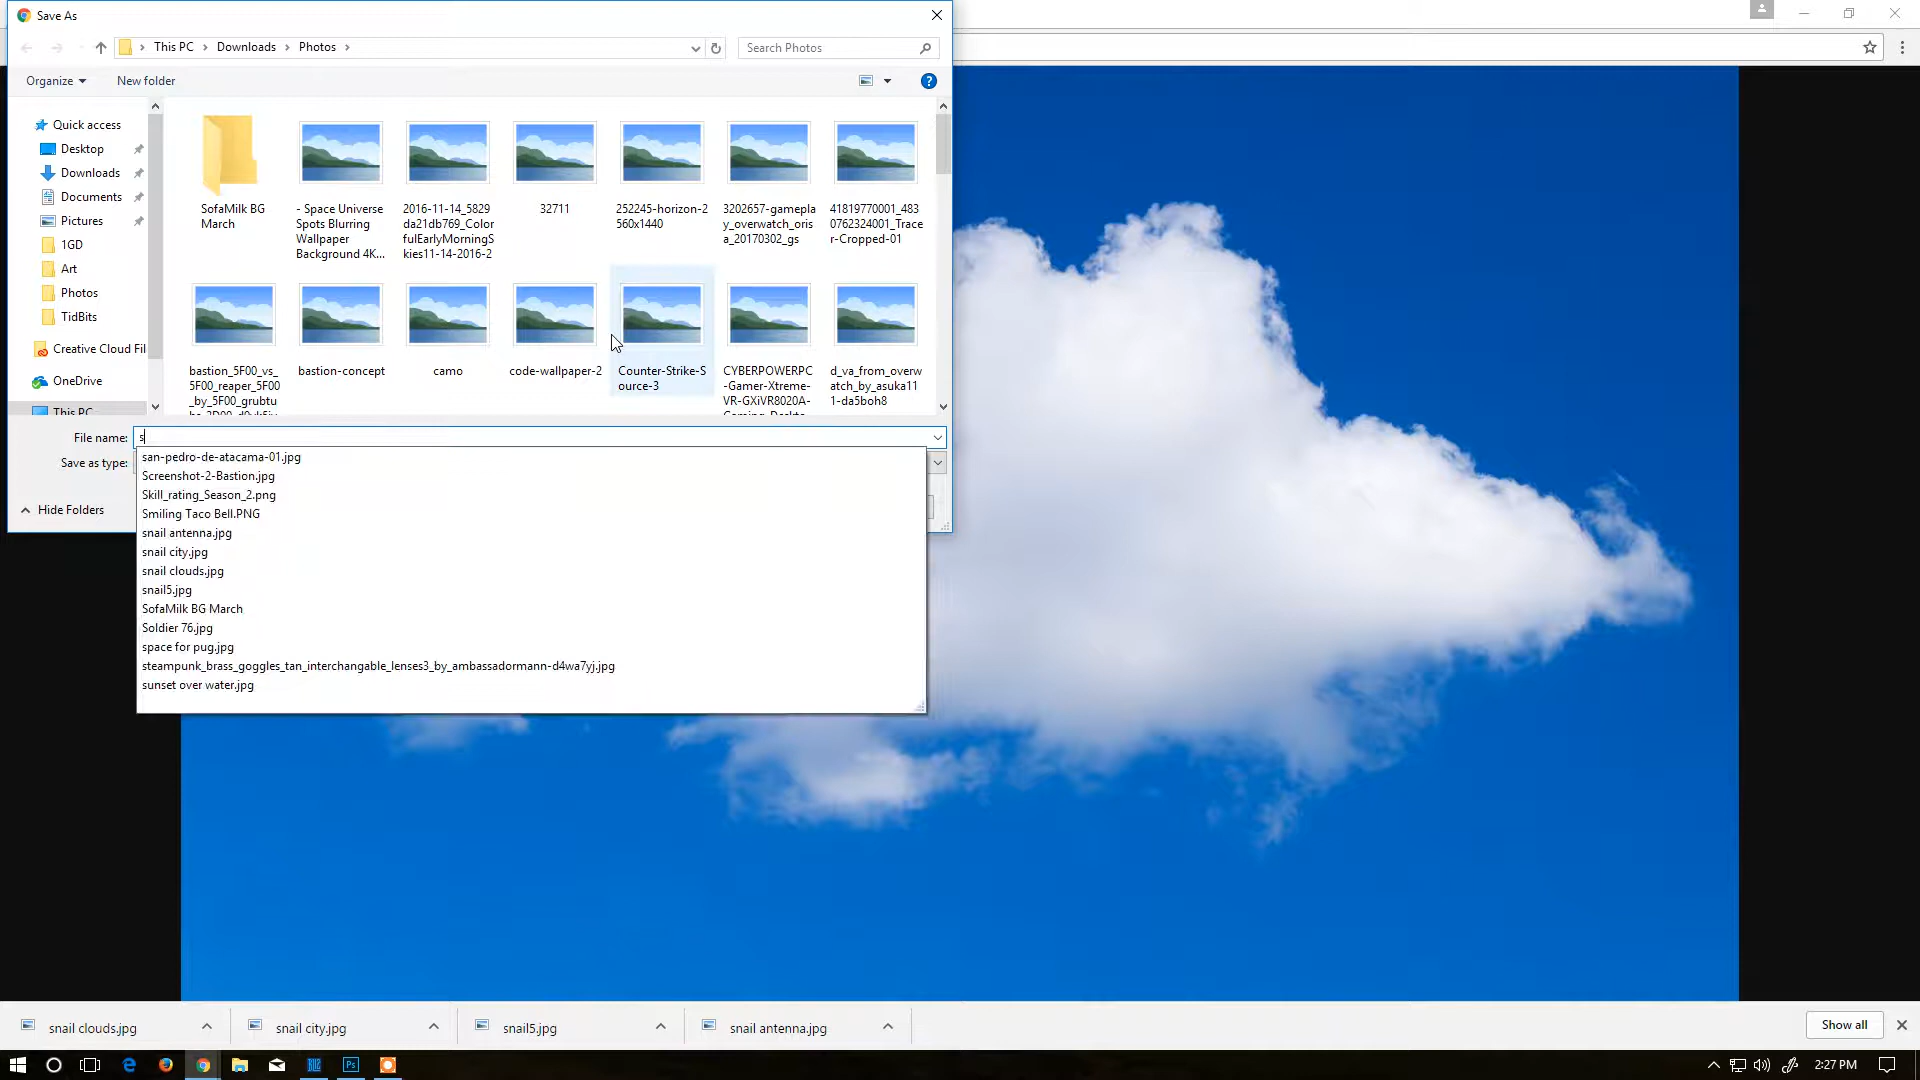 Save As
This PC > Downloads > Photos >
Search Photos
Organize
New folder
Quick access
Desktop
Downloads
Documents
Pictures
1GD
Art
Photos
TidBits
Creative Cloud Fil
OneDrive
This PC
SofaMilk BG
March
- Space Universe
Spots Blurring
Wallpaper
Background 4K...
2016-11-14_5829
da21db769_Color
fulEarlyMorningS
kies11-14-2016-2
32711
252245-horizon-2
560x1440
3202657-gamepla
y_overwatch_oris
a_20170302_gs
41819770001_483
0762324001_Trace
r-Cropped-01
bastion_5F00_vs_
5F00_reaper_5F00
_by_5F00_grubtu
bastion-concept
camo
code-wallpaper-2
Counter-Strike-S
ource-3
CYBERPOWERPC
-Gamer-Xtreme-
VR-GXiVR8020A-
d_va_from_overw
atch_by_asuka11
1-da5boh8
File name: s
Save as type:
Hide Folders
san-pedro-de-atacama-01.jpg
Screenshot-2-Bastion.jpg
Skill_rating_Season_2.png
Smiling Taco Bell.PNG
snail antenna.jpg
snail city.jpg
snail clouds.jpg
snail5.jpg
SofaMilk BG March
Soldier 76.jpg
space for pug.jpg
steampunk_brass_goggles_tan_interchangable_lenses3_by_ambassadormann-d4wa7yj.jpg
sunset over water.jpg
snail clouds.jpg
snail city.jpg
snail5.jpg
snail antenna.jpg
Show all
Ps
2:27 PM